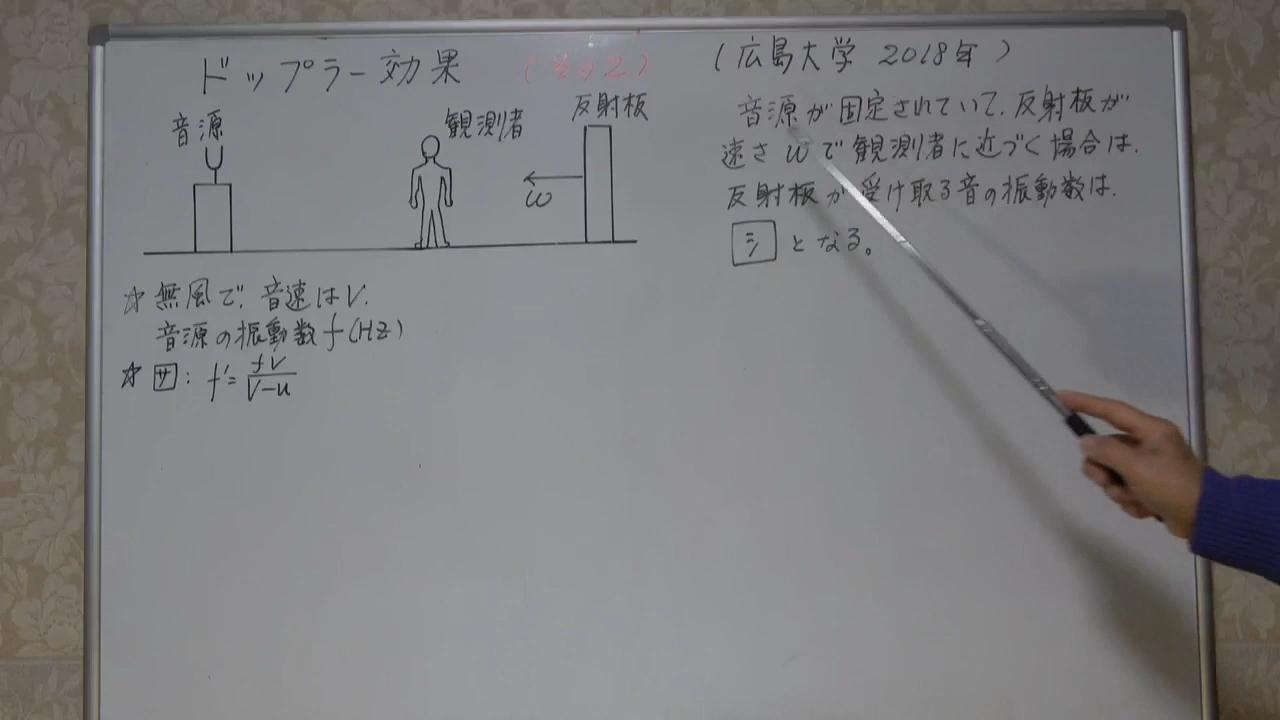 ドップラー効果 (その2)
音源
観測者
反射板
w
☆ 無風で、音速はV.
音源の振動数f(HZ)
☆ サ: f'= fV/V-u
(広島大学 2018年)
音源が固定されていて、反射板が
速さ wで観測者に近づく場合は、
反射板が受け取る音の振動数は、
シ となる。